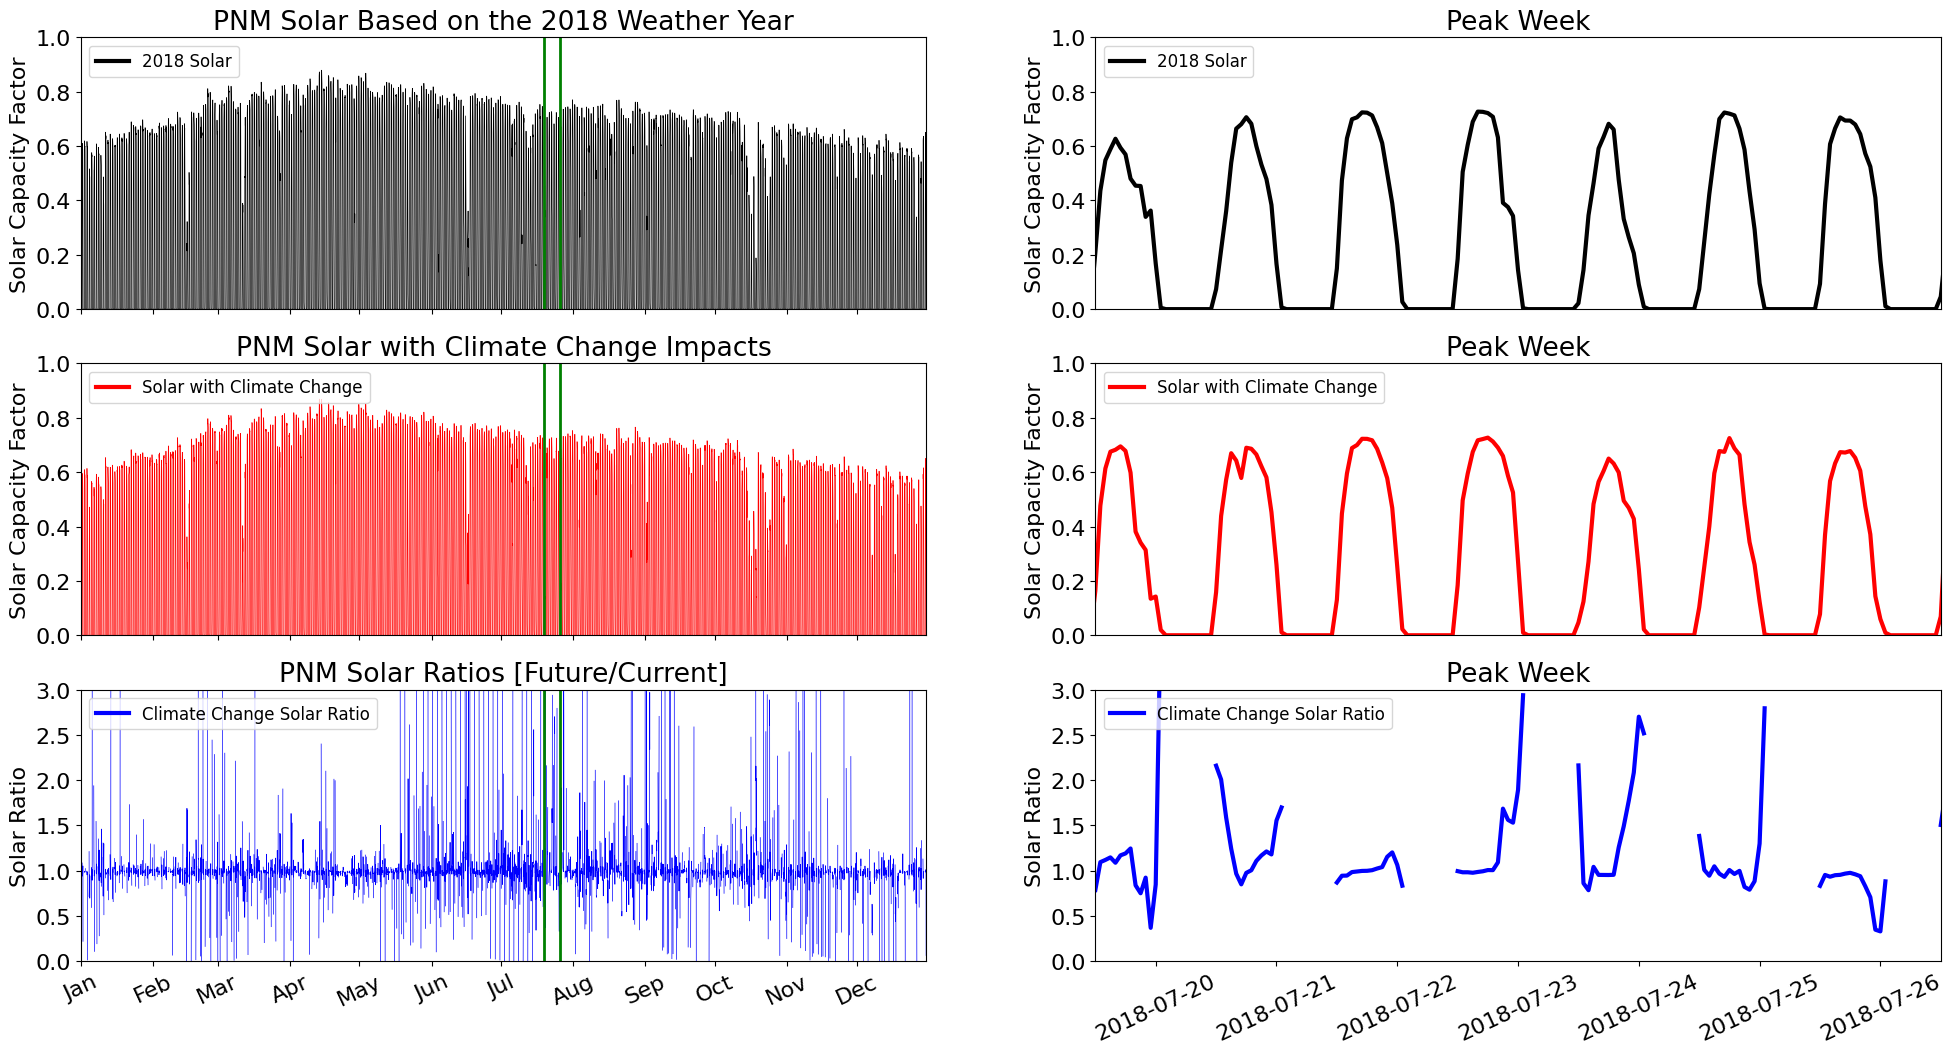 PNM Solar Based on the 2018 Weather Year
1.0
0.8
0.6
0.4
0.2
0.0
Solar Capacity Factor
2018 Solar
Peak Week
1.0
0.8
0.6
0.4
0.2
0.0
Solar Capacity Factor
2018 Solar
PNM Solar with Climate Change Impacts
1.0
0.8
0.6
0.4
0.2
0.0
Solar Capacity Factor
Solar with Climate Change
Peak Week
1.0
0.8
0.6
0.4
0.2
0.0
Solar Capacity Factor
Solar with Climate Change
PNM Solar Ratios [Future/Current]
3.0
2.5
2.0
1.5
1.0
0.5
0.0
Solar Ratio
Climate Change Solar Ratio
Jan
Feb
Mar
Apr
May
Jun
Jul
Aug
Sep
Oct
Nov
Dec
Peak Week
3.0
2.5
2.0
1.5
1.0
0.5
0.0
Solar Ratio
Climate Change Solar Ratio
2018-07-20
2018-07-21
2018-07-22
2018-07-23
2018-07-24
2018-07-25
2018-07-26